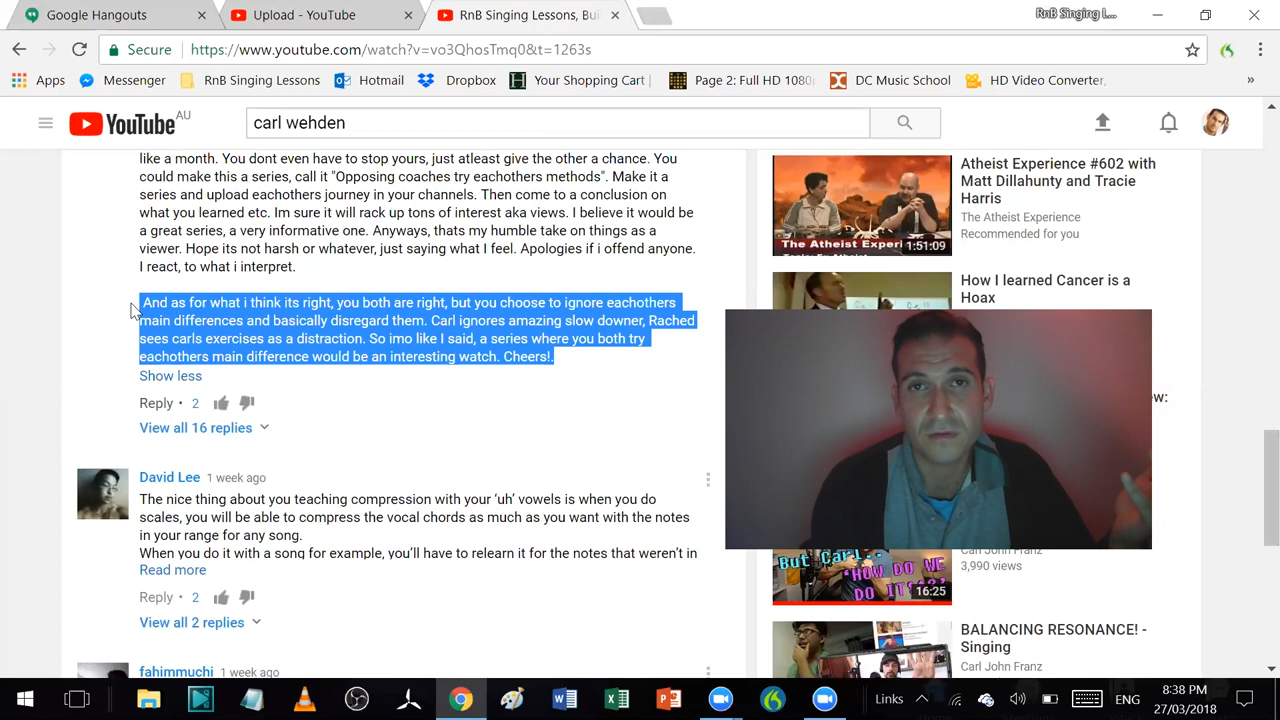 Google Hangouts
Upload - YouTube
RnB Singing Lessons, Bui
RnB Singing L...
Secure
https://www.youtube.com/watch?v=vo3QhosTmq0&t=1263s
Apps
Messenger
RnB Singing Lessons
Hotmail
Dropbox
Your Shopping Cart
Page 2: Full HD 1080p
DC Music School
HD Video Converter,
YouTube AU
carl wehden
like a month. You dont even have to stop yours, just atleast give the other a chance. You
could make this a series, call it "Opposing coaches try eachothers methods". Make it a
series and upload eachothers journey in your channels. Then come to a conclusion on
what you learned etc. Im sure it will rack up tons of interest aka views. I believe it would be
a great series, a very informative one. Anyways, thats my humble take on things as a
viewer. Hope its not harsh or whatever, just saying what I feel. Apologies if i offend anyone.
I react, to what i interpret.
And as for what i think its right, you both are right, but you choose to ignore eachothers
main differences and basically disregard them. Carl ignores amazing slow downer, Rached
sees carls exercises as a distraction. So imo like I said, a series where you both try
eachothers main difference would be an interesting watch. Cheers!.
Show less
Reply • 2
View all 16 replies
David Lee 1 week ago
The nice thing about you teaching compression with your 'uh' vowels is when you do
scales, you will be able to compress the vocal chords as much as you want with the notes
in your range for any song.
When you do it with a song for example, you'll have to relearn it for the notes that weren't in
Read more
Reply • 2
View all 2 replies
fahimmuchi 1 week ago
The Atheist Experi
1:51:09
Atheist Experience #602 with
Matt Dillahunty and Tracie
Harris
The Atheist Experience
Recommended for you
How I learned Cancer is a
Hoax
ew:
But Carl..
"HOW DO WE
DO IT???"
16:25
Carl John Franz
3,990 views
BALANCING RESONANCE! -
Singing
Carl John Franz
Links
ENG
8:38 PM
27/03/2018